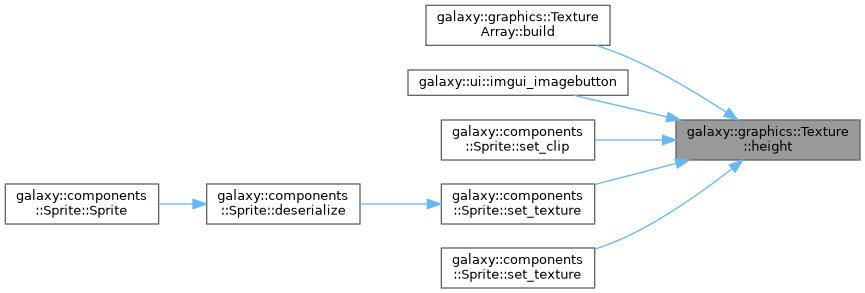 galaxy::graphics::Texture
Array::build
galaxy::ui::imgui_imagebutton
galaxy::components
::Sprite::set_clip
galaxy::graphics::Texture
::height
galaxy::components
::Sprite::Sprite
galaxy::components
::Sprite::deserialize
galaxy::components
::Sprite::set_texture
galaxy::components
::Sprite::set_texture